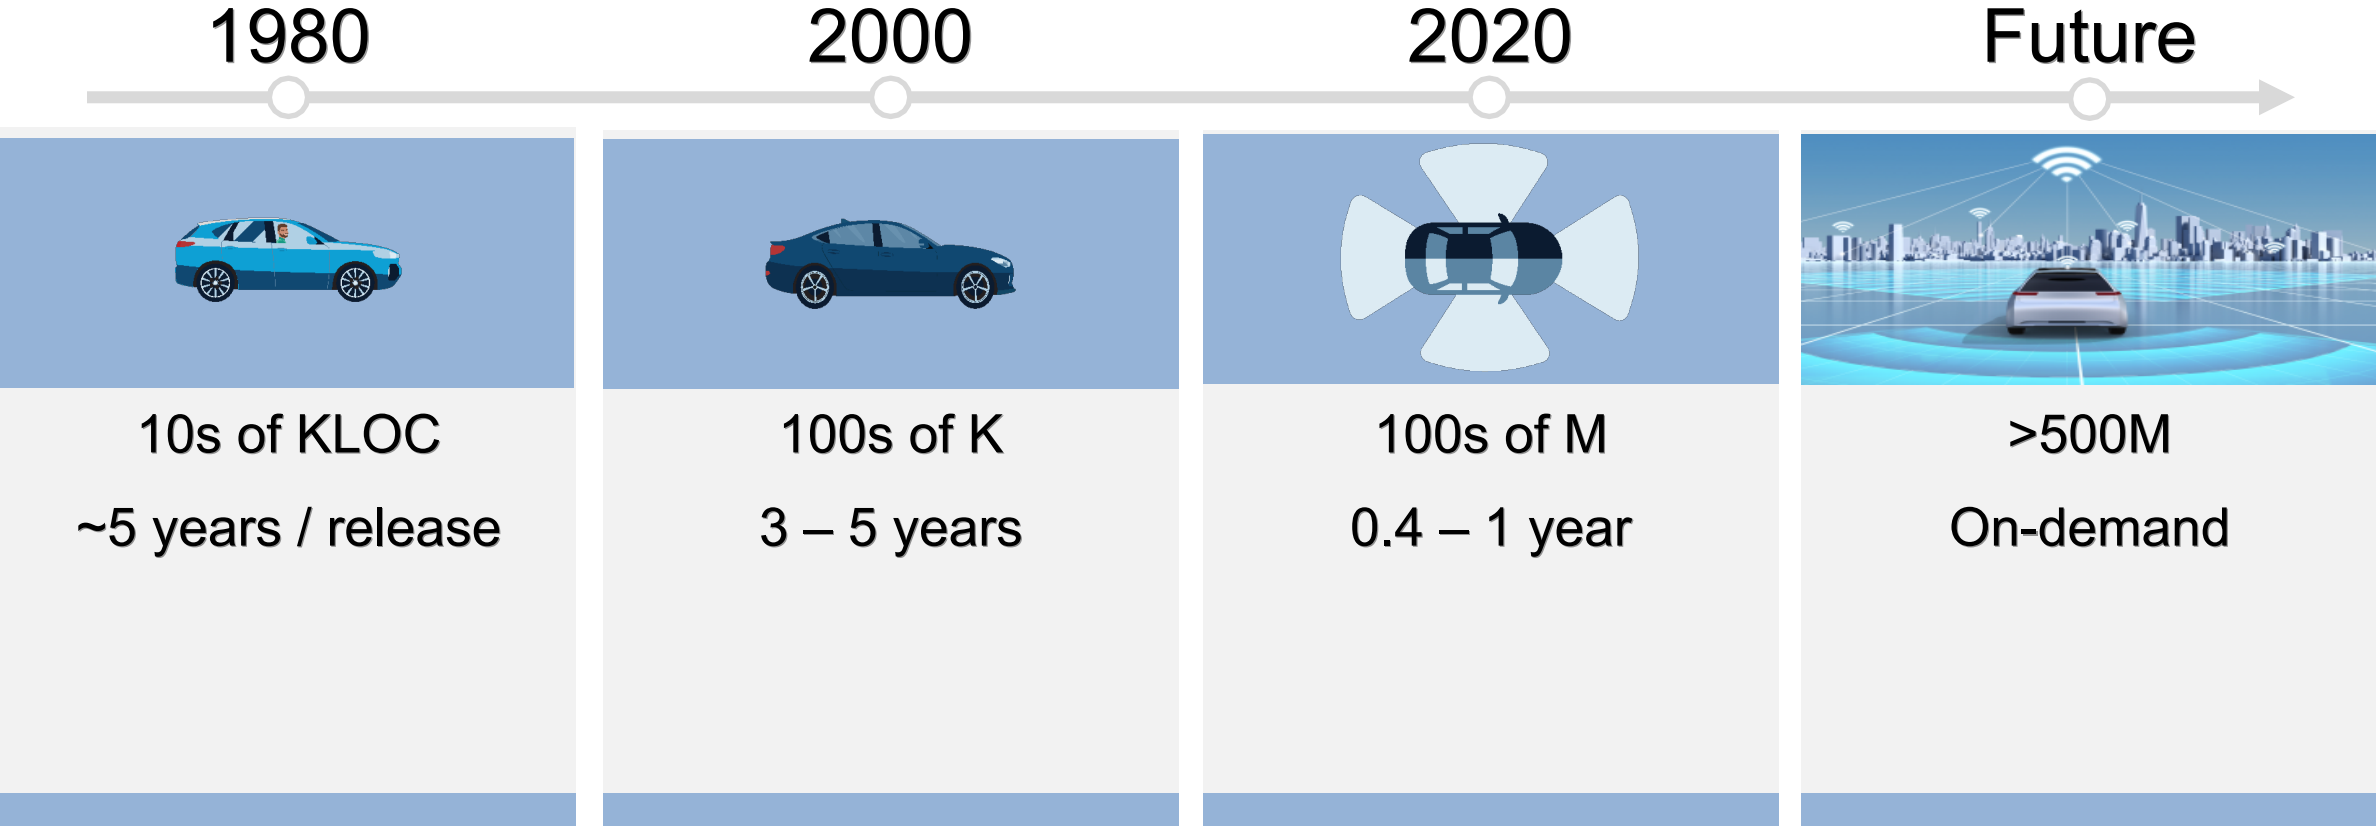 1980
2000
2020
Future
10s of KLOC
100s of K
100s of M
>500M
~5 years / release
3 – 5 years
0.4 – 1 year
On-demand